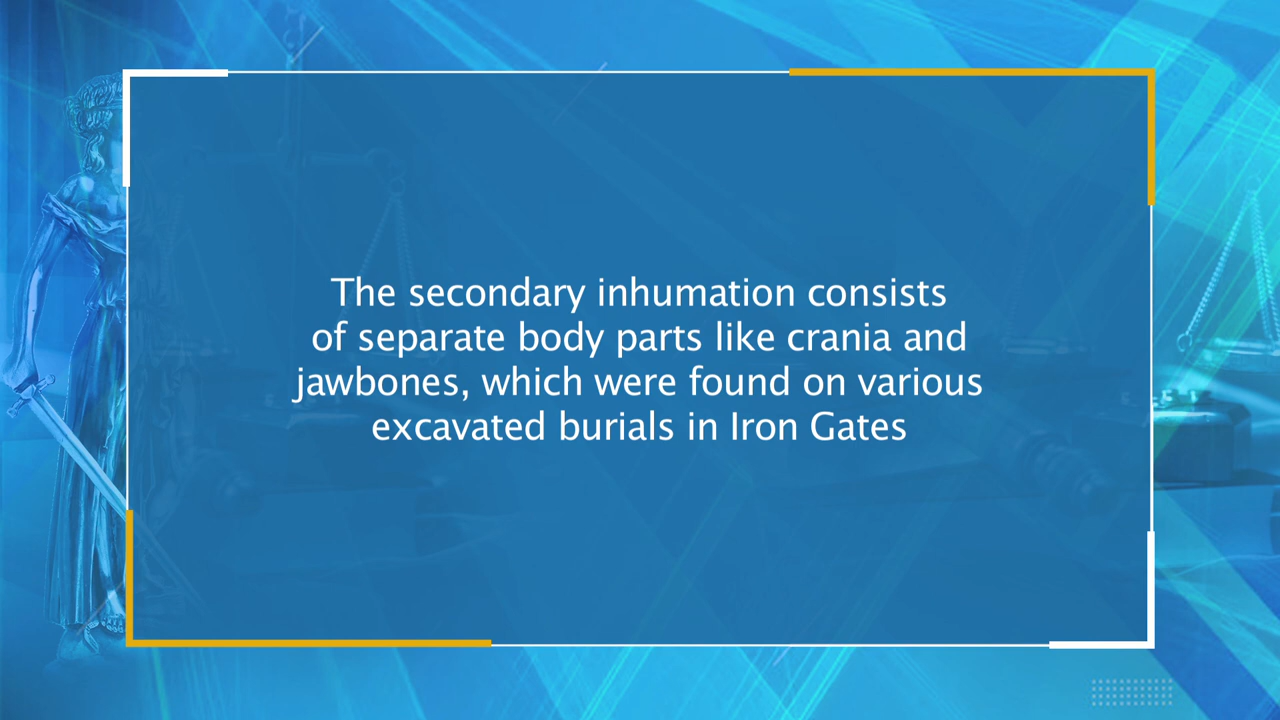 The secondary inhumation consists
of separate body parts like crania and
jawbones, which were found on various
excavated burials in Iron Gates